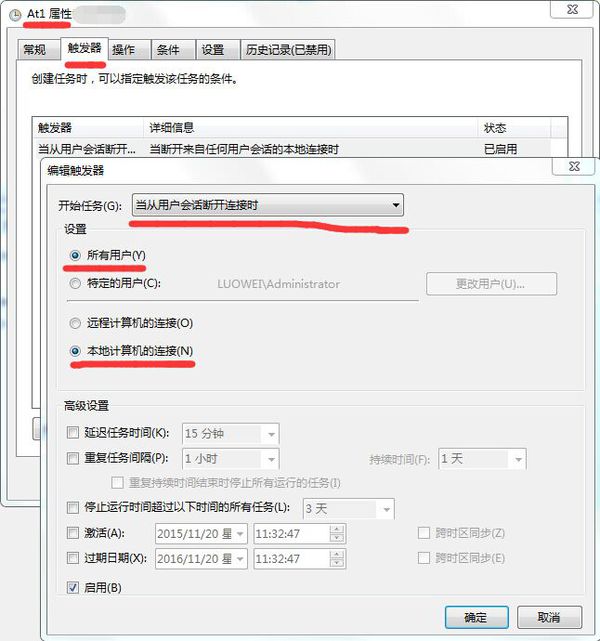 At1 属性
常规 触发器 操作 条件 设置 历史记录(已禁用)
创建任务时，可以指定触发该任务的条件。
触发器 详细信息 状态
当从用户会话断开... 当断开来自任何用户会话的本地连接时 已启用
编辑触发器
开始任务(G): 当从用户会话断开连接时
设置
所有用户(Y)
特定的用户(C): LUOWEI\Administrator 更改用户(U)...
远程计算机的连接(O)
本地计算机的连接(N)
高级设置
延迟任务时间(K): 15 分钟
重复任务间隔(P): 1 小时 持续时间(F): 1 天
重复持续时间结束时停止所有运行的任务(I)
停止运行时间超过以下时间的所有任务(L): 3 天
激活(A): 2015/11/20 星 11:32:47 跨时区同步(Z)
过期日期(X): 2016/11/20 星 11:32:47 跨时区同步(E)
启用(B)
确定 取消